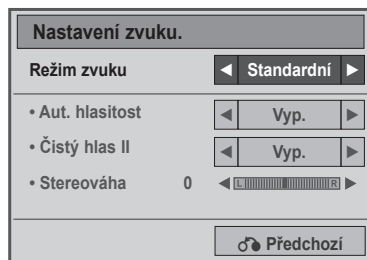 Nastavení zvuku.
Režim zvuku ◀ Standardní ▶
• Aut. hlasitost ◀ Vyp. ▶
• Čistý hlas II ◀ Vyp. ▶
• Stereováha 0 ◀ L R ▶
Předchozí